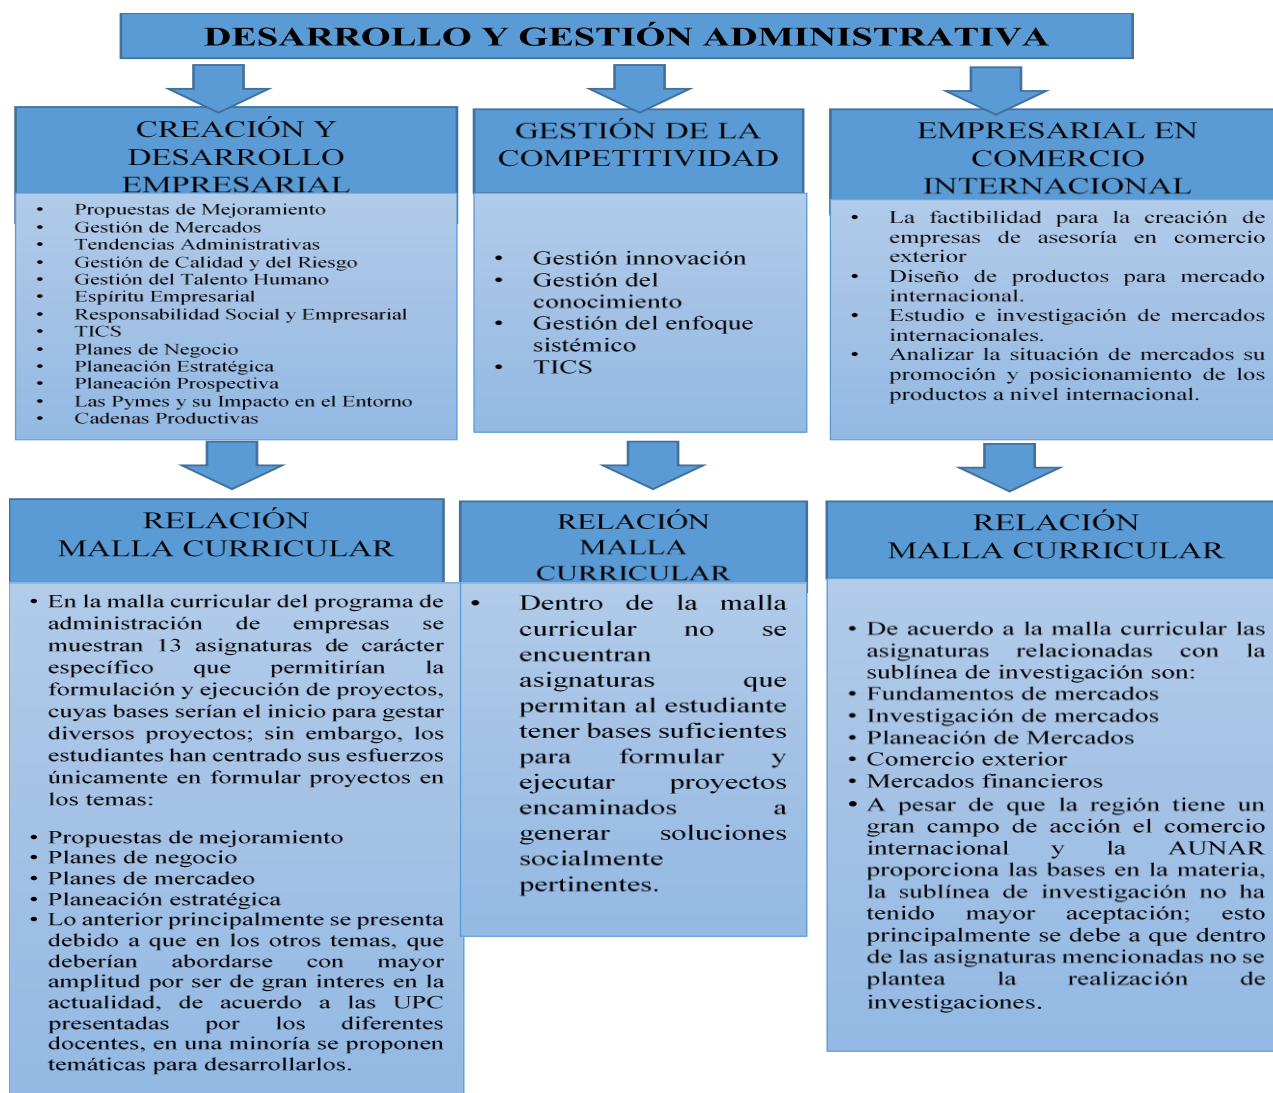 DESARROLLO Y GESTIÓN ADMINISTRATIVA
CREACIÓN Y
DESARROLLO
EMPRESARIAL
• Propuestas de Mejoramiento
• Gestión de Mercados
• Tendencias Administrativas
• Gestión de Calidad y del Riesgo
• Gestión del Talento Humano
• Espíritu Empresarial
• Responsabilidad Social y Empresarial
• TICS
• Planes de Negocio
• Planeación Estratégica
• Planeación Prospectiva
• Las Pymes y su Impacto en el Entorno
• Cadenas Productivas
GESTIÓN DE LA
COMPETITIVIDAD
• Gestión innovación
• Gestión del
conocimiento
• Gestión del enfoque
sistémico
• TICS
EMPRESARIAL EN
COMERCIO
INTERNACIONAL
• La factibilidad para la creación de
empresas de asesoría en comercio
exterior
• Diseño de productos para mercado
internacional.
• Estudio e investigación de mercados
internacionales.
• Analizar la situación de mercados su
promoción y posicionamiento de los
productos a nivel internacional.
RELACIÓN
MALLA CURRICULAR
• En la malla curricular del programa de
administración de empresas se
muestran 13 asignaturas de carácter
específico que permitirían la
formulación y ejecución de proyectos,
cuyas bases serían el inicio para gestar
diversos proyectos; sin embargo, los
estudiantes han centrado sus esfuerzos
únicamente en formular proyectos en
los temas:
• Propuestas de mejoramiento
• Planes de negocio
• Planes de mercadeo
• Planeación estratégica
• Lo anterior principalmente se presenta
debido a que en los otros temas, que
deberían abordarse con mayor
amplitud por ser de gran interes en la
actualidad, de acuerdo a las UPC
presentadas por los diferentes
docentes, en una minoría se proponen
temáticas para desarrollarlos.
RELACIÓN
MALLA
CURRICULAR
• Dentro de la malla
curricular no se
encuentran
asignaturas que
permitan al estudiante
tener bases suficientes
para formular y
ejecutar proyectos
encaminados a
generar soluciones
socialmente
pertinentes.
RELACIÓN
MALLA CURRICULAR
• De acuerdo a la malla curricular las
asignaturas relacionadas con la
sublínea de investigación son:
• Fundamentos de mercados
• Investigación de mercados
• Planeación de Mercados
• Comercio exterior
• Mercados financieros
• A pesar de que la región tiene un
gran campo de acción el comercio
internacional y la AUNAR
proporciona las bases en la materia,
la sublínea de investigación no ha
tenido mayor aceptación; esto
principalmente se debe a que dentro
de las asignaturas mencionadas no se
plantea la realización de
investigaciones.